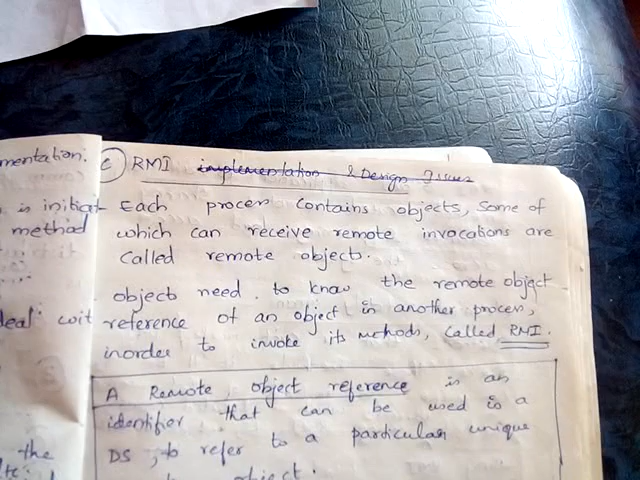 mentation.
is initiat
method
deal wit
the
C RMI implementation & Design Issues
Each proces contains objects, some of
which can receive remote invocations are
called remote objects.
object need to know the remote object
reference of an object in another proces,
inorder to invoke its methods, called RMI.
A Remote object reference is an
identifier that can be used in a
DS, to refer to a particular unique
object.